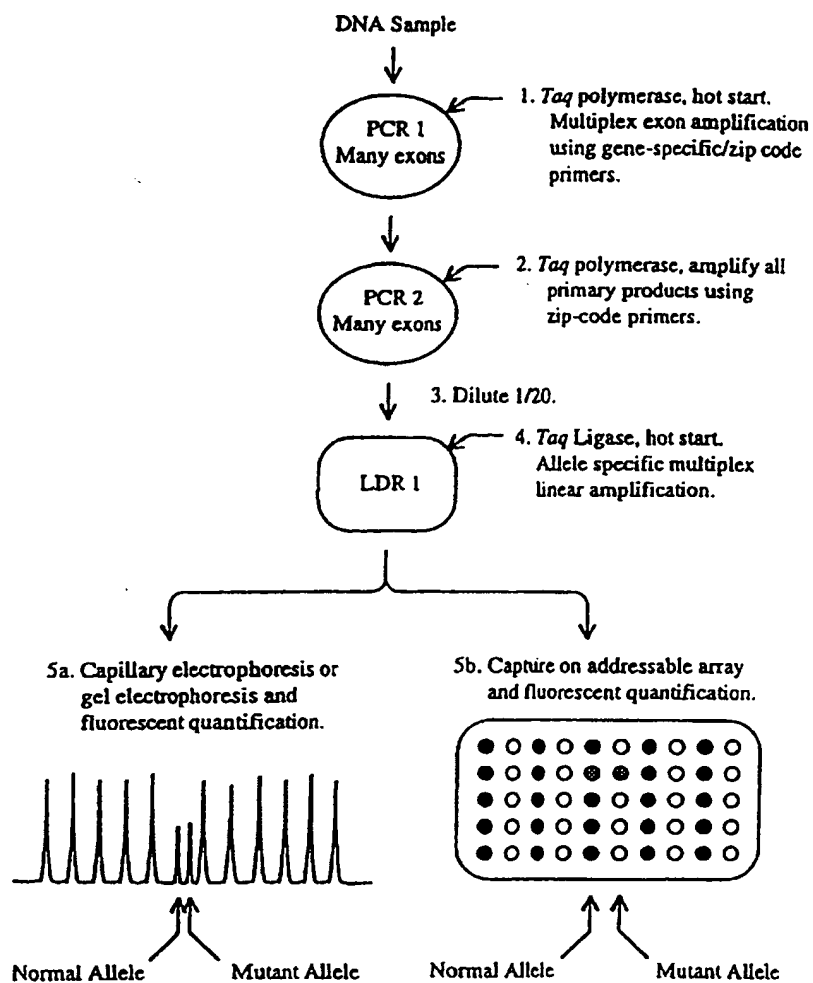 DNA Sample
PCR 1
Many exons
1. Taq polymerase, hot start.
Multiplex exon amplification
using gene-specific/zip code
primers.
PCR 2
Many exons
2. Taq polymerase, amplify all
primary products using
zip-code primers.
3. Dilute 1/20.
LDR 1
4. Taq Ligase, hot start.
Allele specific multiplex
linear amplification.
5a. Capillary electrophoresis or
gel electrophoresis and
fluorescent quantification.
5b. Capture on addressable array
and fluorescent quantification.
Normal Allele
Mutant Allele
Normal Allele
Mutant Allele